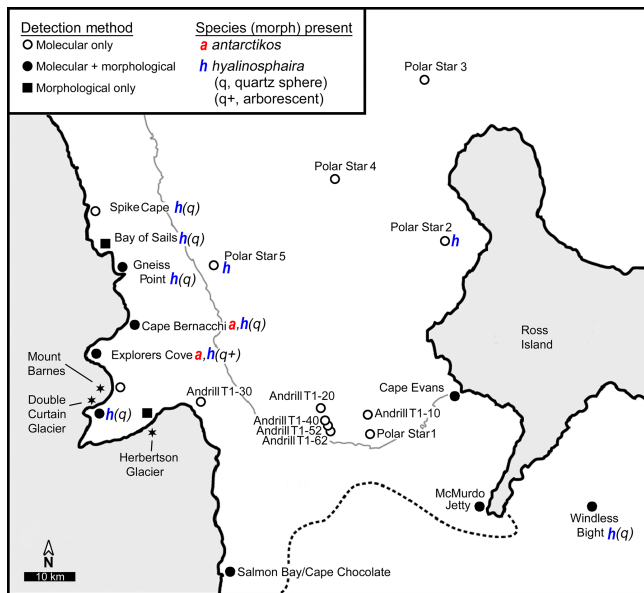 Detection method
Molecular only
Molecular + morphological
Morphological only
Species (morph) present
a antarctikos
h hyalinosphaira
(q, quartz sphere)
(q+, arborescent)
Polar Star 3
Polar Star 4
Spike Cape h(q)
Bay of Sails h(q)
Polar Star 2
h
Gneiss
Point h(q)
Polar Star 5
h
Cape Bernacchi a,h(q)
Ross
Island
Explorers Cove a,h(q+)
Mount
Barnes
Double
Curtain
Glacier
h(q)
Andrill T1-30
Andrill T1-20
Cape Evans
Andrill T1-10
Andrill T1-40
Andrill T1-52
Andrill T1-62
Polar Star 1
Herbertson
Glacier
McMurdo
Jetty
Windless
Bight h(q)
N
10 km
Salmon Bay/Cape Chocolate